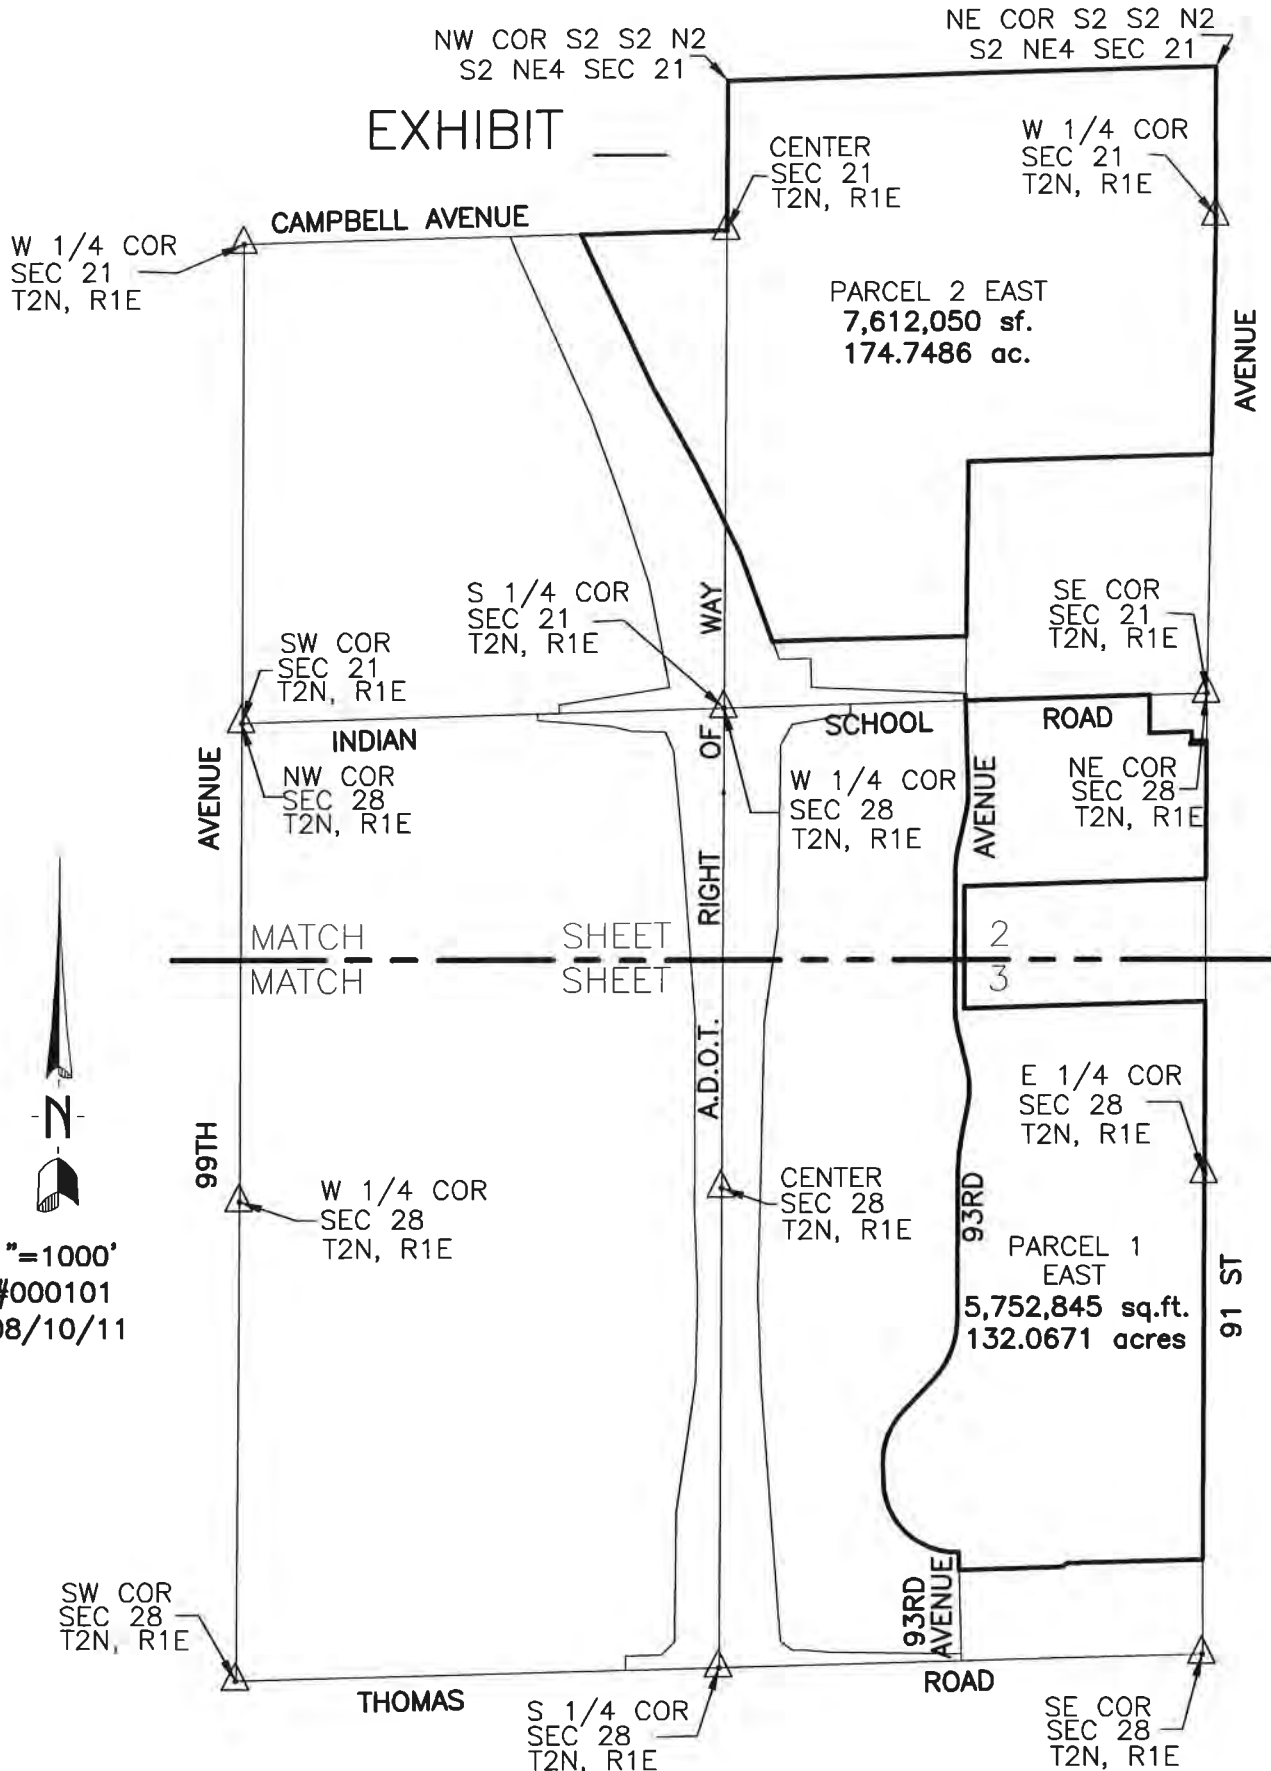 NW COR S2 S2 N2
S2 NE4 SEC 21
NE COR S2 S2 N2
S2 NE4 SEC 21
EXHIBIT ___
CENTER
SEC 21
T2N, R1E
W 1/4 COR
SEC 21
T2N, R1E
CAMPBELL AVENUE
W 1/4 COR
SEC 21
T2N, R1E
PARCEL 2 EAST
7,612,050 sf.
174.7486 ac.
AVENUE
S 1/4 COR
SEC 21
T2N, R1E
SE COR
SEC 21
T2N, R1E
SW COR
SEC 21
T2N, R1E
INDIAN
SCHOOL
ROAD
NW COR
SEC 28
T2N, R1E
W 1/4 COR
SEC 28
T2N, R1E
NE COR
SEC 28
T2N, R1E
AVENUE
AVENUE
A.D.O.T. RIGHT OF WAY
MATCH SHEET 2
MATCH SHEET 3
E 1/4 COR
SEC 28
T2N, R1E
-N-
99TH
W 1/4 COR
SEC 28
T2N, R1E
CENTER
SEC 28
T2N, R1E
93RD
PARCEL 1
EAST
5,752,845 sq.ft.
132.0671 acres
91 ST
"=1000'
#000101
08/10/11
SW COR
SEC 28
T2N, R1E
93RD
AVENUE
THOMAS
ROAD
S 1/4 COR
SEC 28
T2N, R1E
SE COR
SEC 28
T2N, R1E